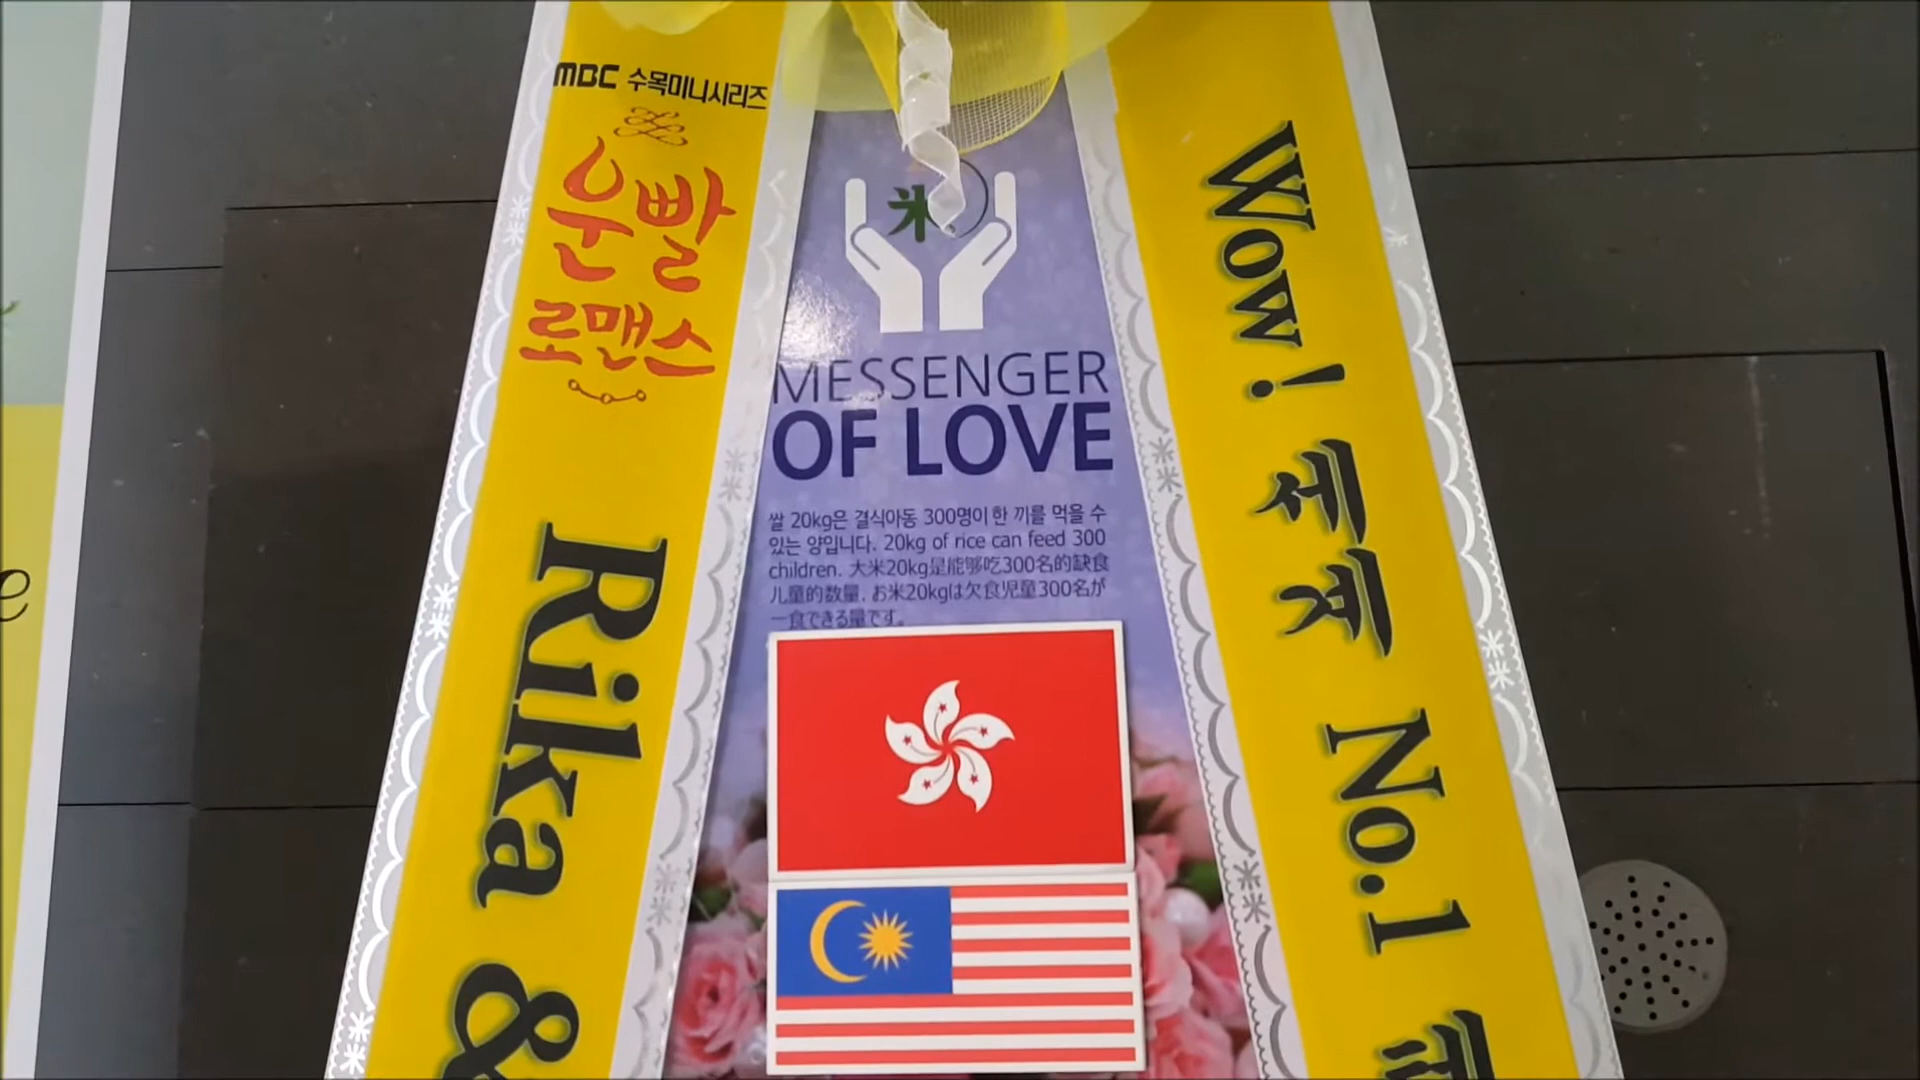 MBC 수목미니시리즈
운빨
로맨스
Rika &
米
MESSENGER
OF LOVE
쌀 20kg은 결식아동 300명이 한 끼를 먹을 수
있는 양입니다. 20kg of rice can feed 300
children. 大米20kg是能够吃300名的缺食
儿童的数量. お米20kgは欠食児童300名が
一食できる量です。
Wow! 세계 No.1